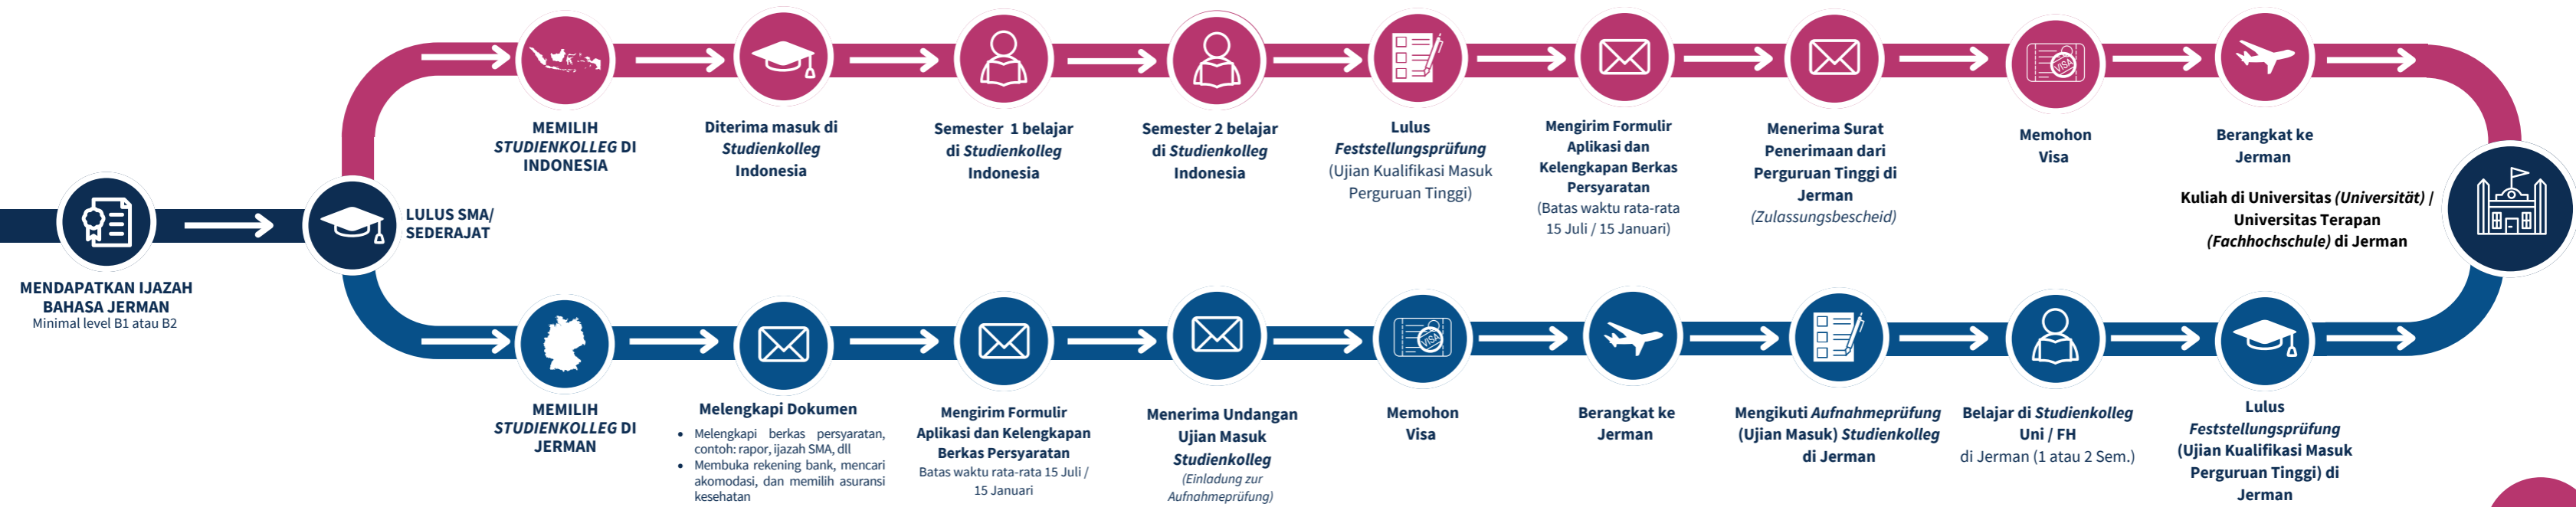 MENDAPATKAN IJAZAH
BAHASA JERMAN
Minimal level B1 atau B2
LULUS SMA/
SEDERAJAT
MEMILIH
STUDIENKOLLEG DI
INDONESIA
Diterima masuk di
Studienkolleg
Indonesia
Semester 1 belajar
di Studienkolleg
Indonesia
Semester 2 belajar
di Studienkolleg
Indonesia
Lulus
Feststellungsprüfung
(Ujian Kualifikasi Masuk
Perguruan Tinggi)
Mengirim Formulir
Aplikasi dan
Kelengkapan Berkas
Persyaratan
(Batas waktu rata-rata
15 Juli / 15 Januari)
Menerima Surat
Penerimaan dari
Perguruan Tinggi di
Jerman
(Zulassungsbescheid)
VISA
Memohon
Visa
Berangkat ke
Jerman
Kuliah di Universitas (Universität) /
Universitas Terapan
(Fachhochschule) di Jerman
MEMILIH
STUDIENKOLLEG DI
JERMAN
Melengkapi Dokumen
• Melengkapi berkas persyaratan,
contoh: rapor, ijazah SMA, dll
• Membuka rekening bank, mencari
akomodasi, dan memilih asuransi
kesehatan
Mengirim Formulir
Aplikasi dan Kelengkapan
Berkas Persyaratan
Batas waktu rata-rata 15 Juli /
15 Januari
Menerima Undangan
Ujian Masuk
Studienkolleg
(Einladung zur
Aufnahmeprüfung)
VISA
Memohon
Visa
Berangkat ke
Jerman
Mengikuti Aufnahmeprüfung
(Ujian Masuk) Studienkolleg
di Jerman
Belajar di Studienkolleg
Uni / FH
di Jerman (1 atau 2 Sem.)
Lulus
Feststellungsprüfung
(Ujian Kualifikasi Masuk
Perguruan Tinggi) di
Jerman